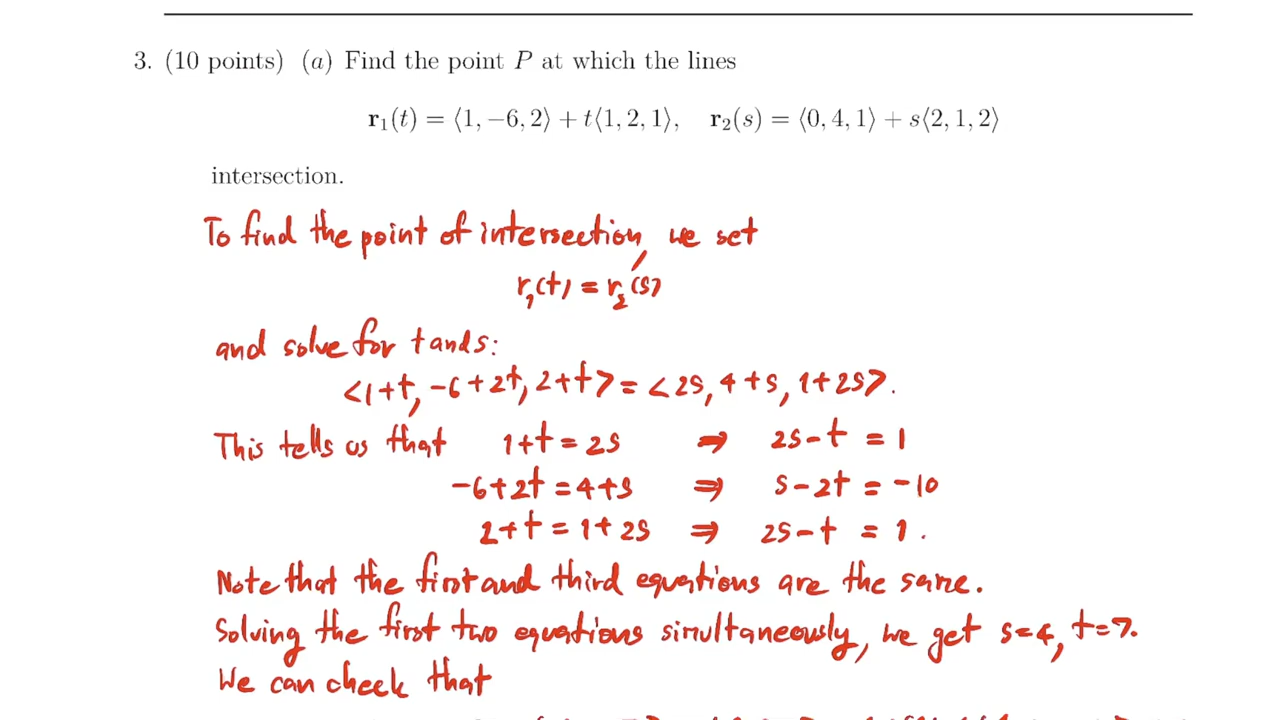 3. (10 points) (a) Find the point P at which the lines
r₁(t) = ⟨1, −6, 2⟩ + t⟨1, 2, 1⟩, r₂(s) = ⟨0, 4, 1⟩ + s⟨2, 1, 2⟩
intersection.
To find the point of intersection, we set
r₁(t) = r₂(s)
and solve for t and s:
<1+t, -6+2t, 2+t> = <2s, 4+s, 1+2s>.
This tells us that 1+t = 2s ⇒ 2s-t = 1
-6+2t = 4+s ⇒ s-2t = -10
2+t = 1+2s ⇒ 2s-t = 1.
Note that the first and third equations are the same.
Solving the first two equations simultaneously, we get s=4, t=7.
We can check that